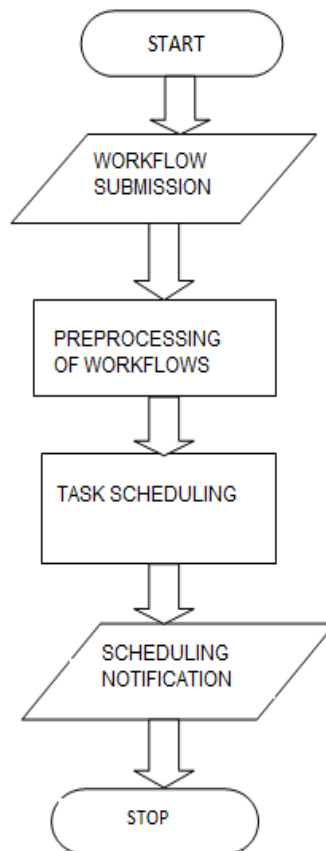 START
WORKFLOW
SUBMISSION
PREPROCESSING
OF WORKFLOWS
TASK SCHEDULING
SCHEDULING
NOTIFICATION
STOP